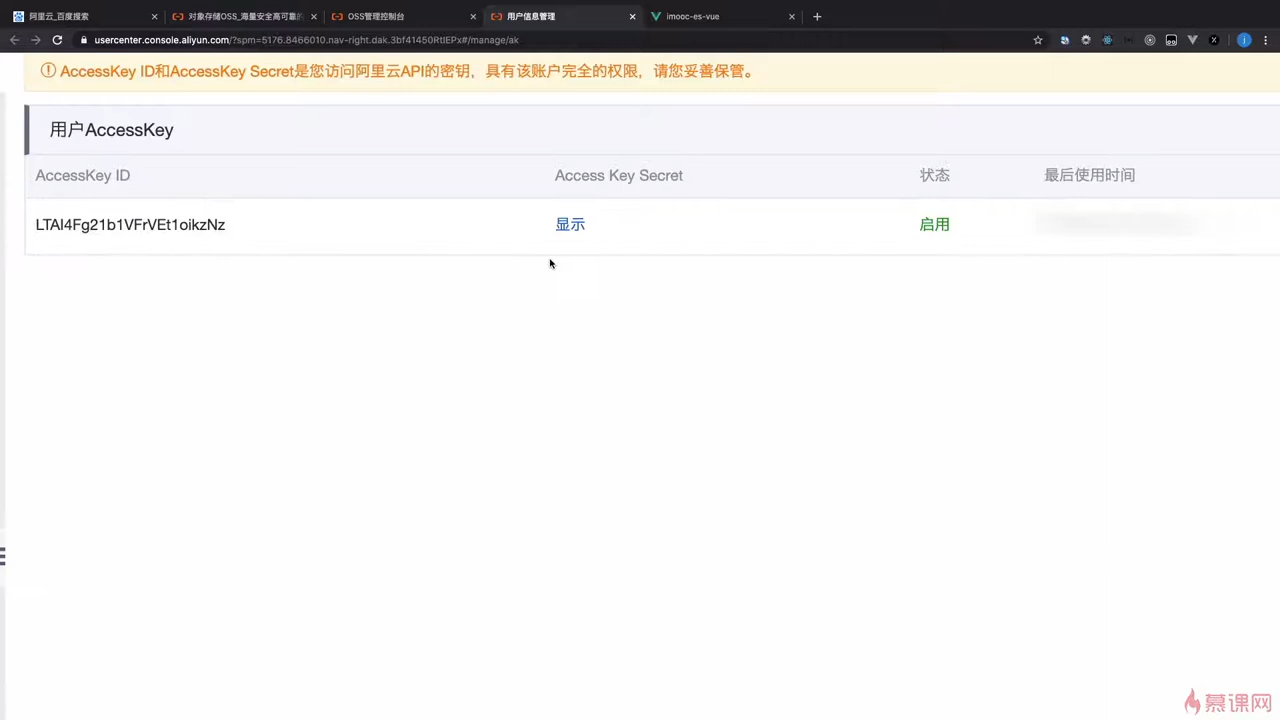 阿里云_百度搜索
对象存储OSS_海量安全高可靠的
OSS管理控制台
用户信息管理
imooc-es-vue
usercenter.console.aliyun.com/?spm=5176.8466010.nav-right.dak.3bf41450RtIEPx#/manage/ak
AccessKey ID和AccessKey Secret是您访问阿里云API的密钥，具有该账户完全的权限，请您妥善保管。
用户AccessKey
AccessKey ID Access Key Secret 状态 最后使用时间
LTAI4Fg21b1VFrVEt1oikzNz 显示 启用
慕课网